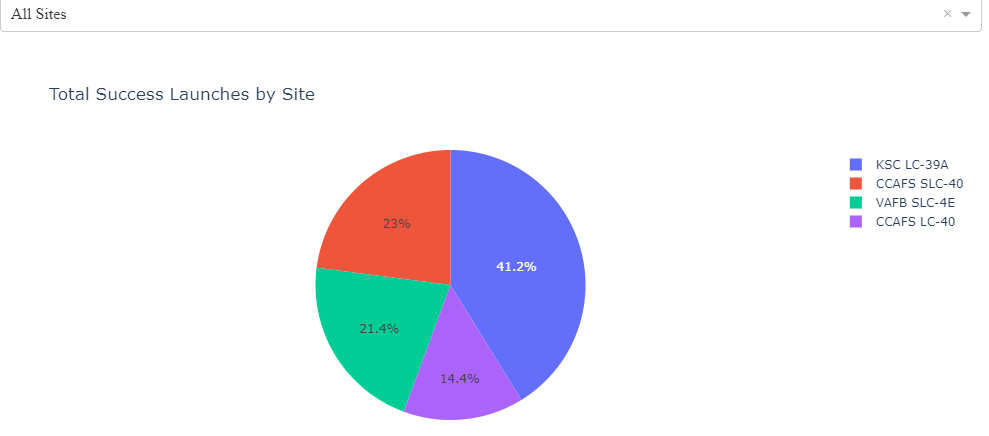 All Sites
Total Success Launches by Site
KSC LC-39A
CCAFS SLC-40
VAFB SLC-4E
CCAFS LC-40
23%
41.2%
21.4%
14.4%